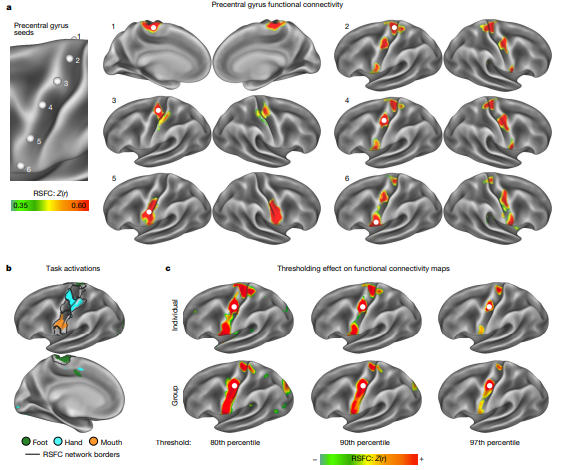 a
Precentral gyrus functional connectivity
Precentral gyrus
seeds
1
2
3
4
5
6
RSFC: Z(r)
0.35 0.60
1
2
3
4
5
6
b
Task activations
Foot Hand Mouth
RSFC network borders
c
Thresholding effect on functional connectivity maps
Individual
Group
Threshold: 80th percentile 90th percentile 97th percentile
– RSFC: Z(r) +